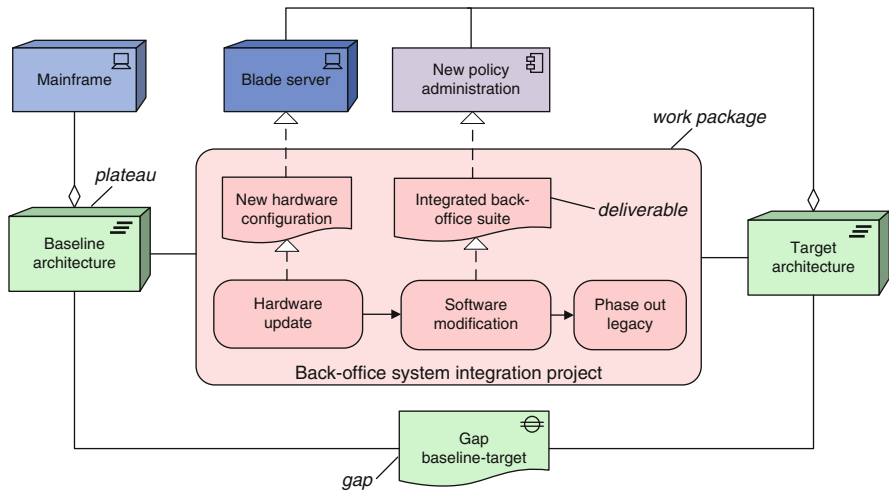 Mainframe
Blade server
New policy
administration
work package
plateau
New hardware
configuration
Integrated back-
office suite
deliverable
Baseline
architecture
Target
architecture
Hardware
update
Software
modification
Phase out
legacy
Back-office system integration project
Gap
baseline-target
gap